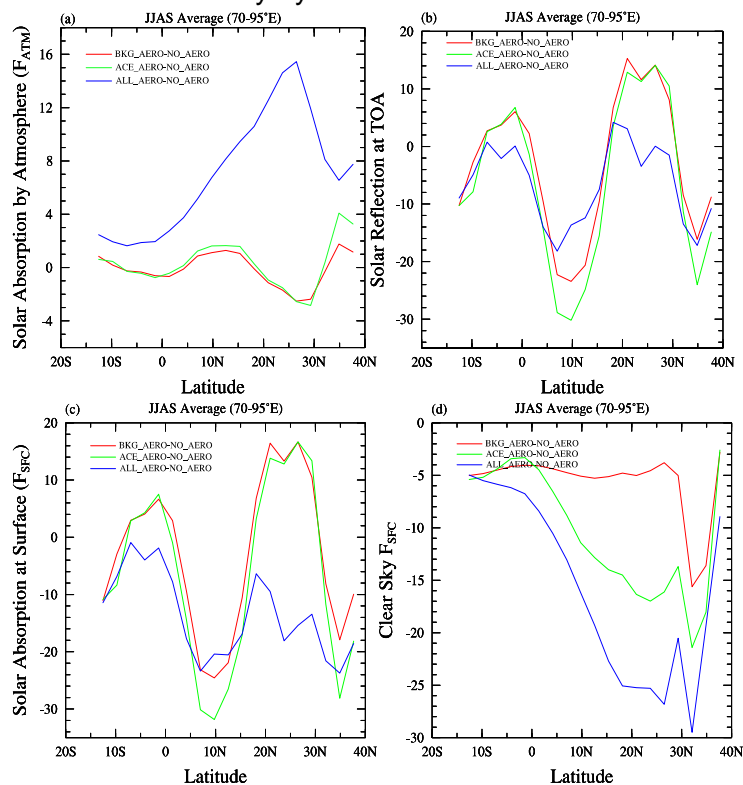 (a) JJAS Average (70-95°E)
BKG_AERO-NO_AERO
ACE_AERO-NO_AERO
ALL_AERO-NO_AERO
Solar Absorption by Atmosphere (F_ATM)
16
12
8
4
0
-4
20S 10S 0 10N 20N 30N 40N
Latitude
(b) JJAS Average (70-95°E)
BKG_AERO-NO_AERO
ACE_AERO-NO_AERO
ALL_AERO-NO_AERO
Solar Reflection at TOA
20
10
0
-10
-20
-30
20S 10S 0 10N 20N 30N 40N
Latitude
(c) JJAS Average (70-95°E)
BKG_AERO-NO_AERO
ACE_AERO-NO_AERO
ALL_AERO-NO_AERO
Solar Absorption at Surface (F_SFC)
20
10
0
-10
-20
-30
20S 10S 0 10N 20N 30N 40N
Latitude
(d) JJAS Average (70-95°E)
BKG_AERO-NO_AERO
ACE_AERO-NO_AERO
ALL_AERO-NO_AERO
Clear Sky F_SFC
0
-5
-10
-15
-20
-25
-30
20S 10S 0 10N 20N 30N 40N
Latitude